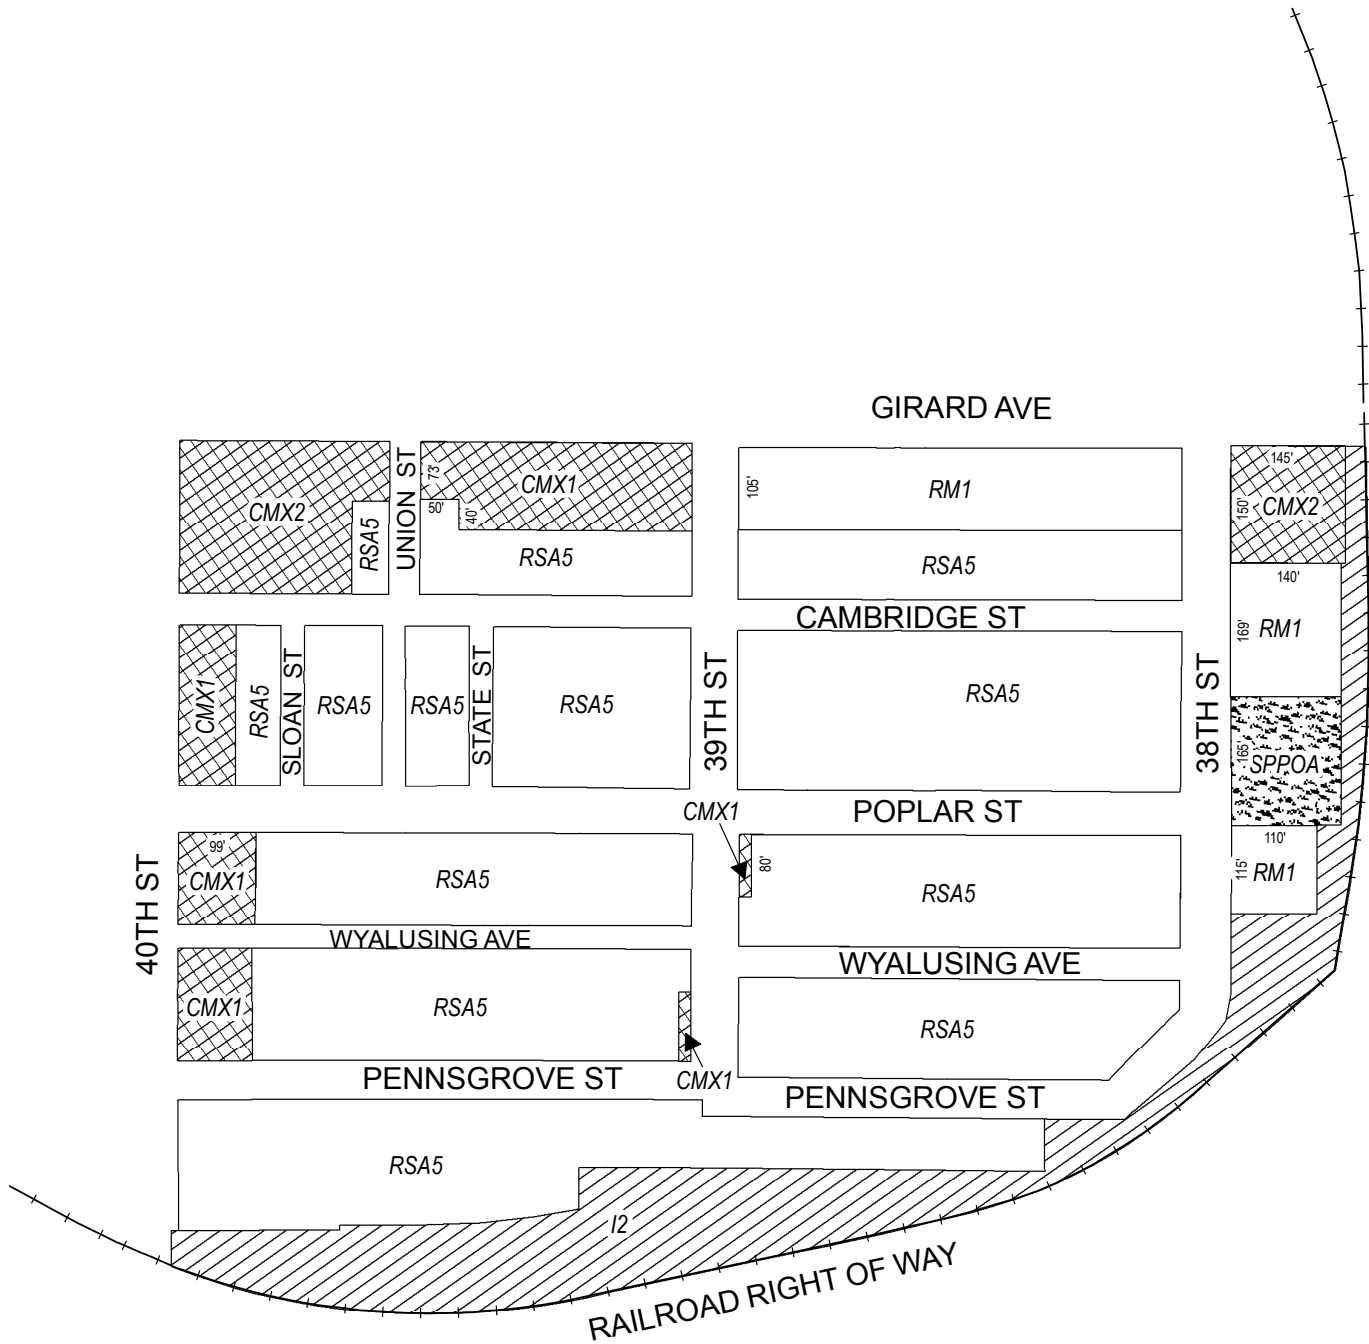 GIRARD AVE
CMX2
RSA5
UNION ST
73'
CMX1
50'
40'
RSA5
105'
RM1
RSA5
145'
150'
CMX2
140'
169'
RM1
CAMBRIDGE ST
CMX1
RSA5
SLOAN ST
RSA5
RSA5
STATE ST
RSA5
39TH ST
RSA5
38TH ST
165'
SPPOA
CMX1
POPLAR ST
40TH ST
99'
CMX1
RSA5
80'
RSA5
110'
115'
RM1
WYALUSING AVE
WYALUSING AVE
CMX1
RSA5
RSA5
PENNSGROVE ST
CMX1
PENNSGROVE ST
RSA5
I2
RAILROAD RIGHT OF WAY